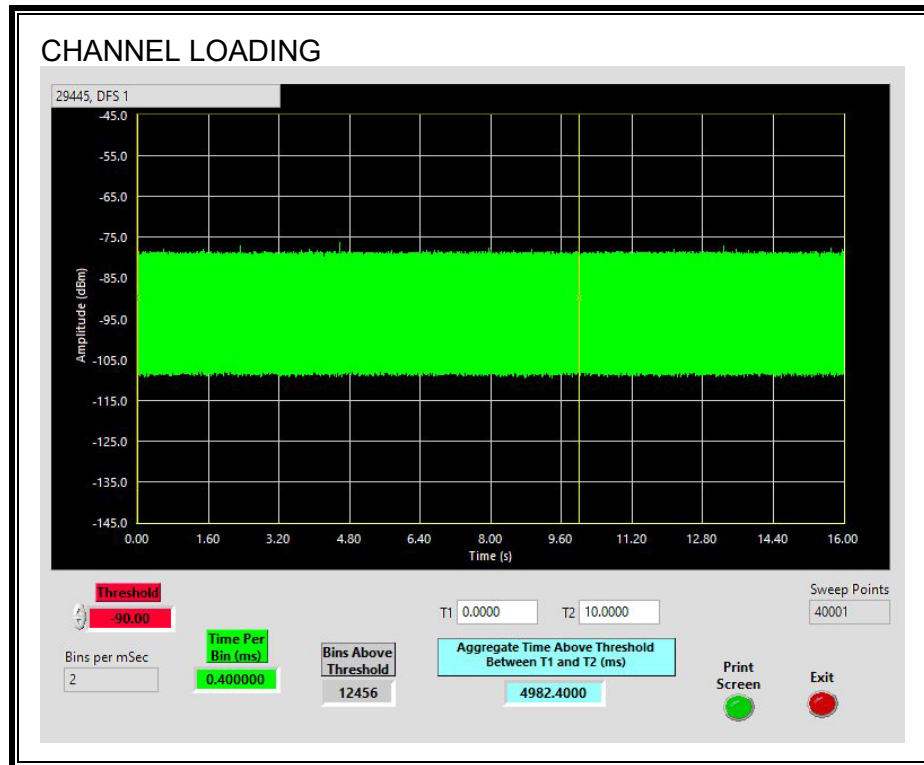 CHANNEL LOADING
29445, DFS 1
-45.0
-55.0
-65.0
-75.0
-85.0
-95.0
-105.0
-115.0
-125.0
-135.0
-145.0
Amplitude (dBm)
0.00 1.60 3.20 4.80 6.40 8.00 9.60 11.20 12.80 14.40 16.00
Time (s)
Threshold
-90.00
Bins per mSec
2
Time Per
Bin (ms)
0.400000
Bins Above
Threshold
12456
T1 0.0000 T2 10.0000
Aggregate Time Above Threshold
Between T1 and T2 (ms)
4982.4000
Sweep Points
40001
Print
Screen
Exit